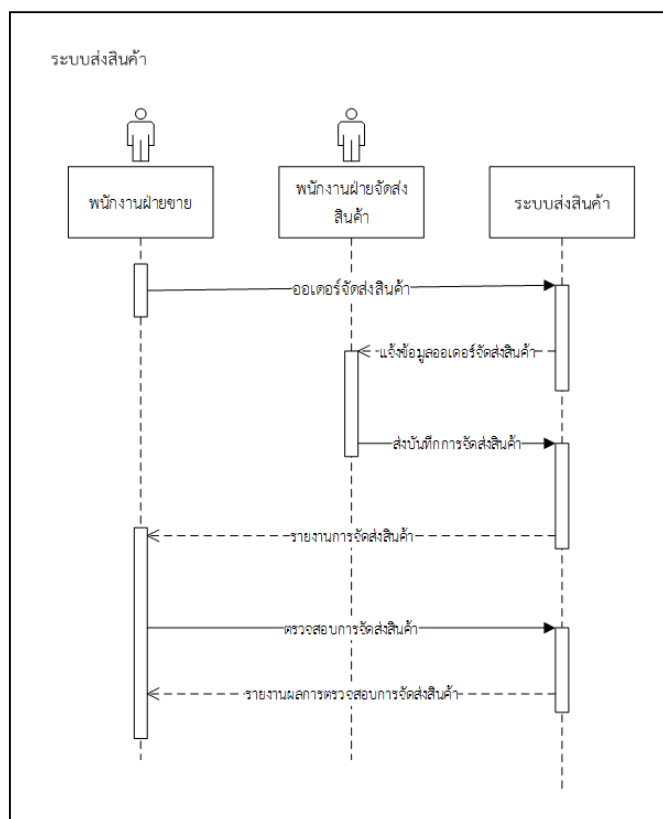 ระบบส่งสินค้า
พนักงานฝ่ายขาย
พนักงานฝ่ายจัดส่ง
สินค้า
ระบบส่งสินค้า
ออเดอร์จัดส่งสินค้า
แจ้งข้อมูลออเดอร์จัดส่งสินค้า
ส่งบันทึกการจัดส่งสินค้า
รายงานการจัดส่งสินค้า
ตรวจสอบการจัดส่งสินค้า
รายงานผลการตรวจสอบการจัดส่งสินค้า